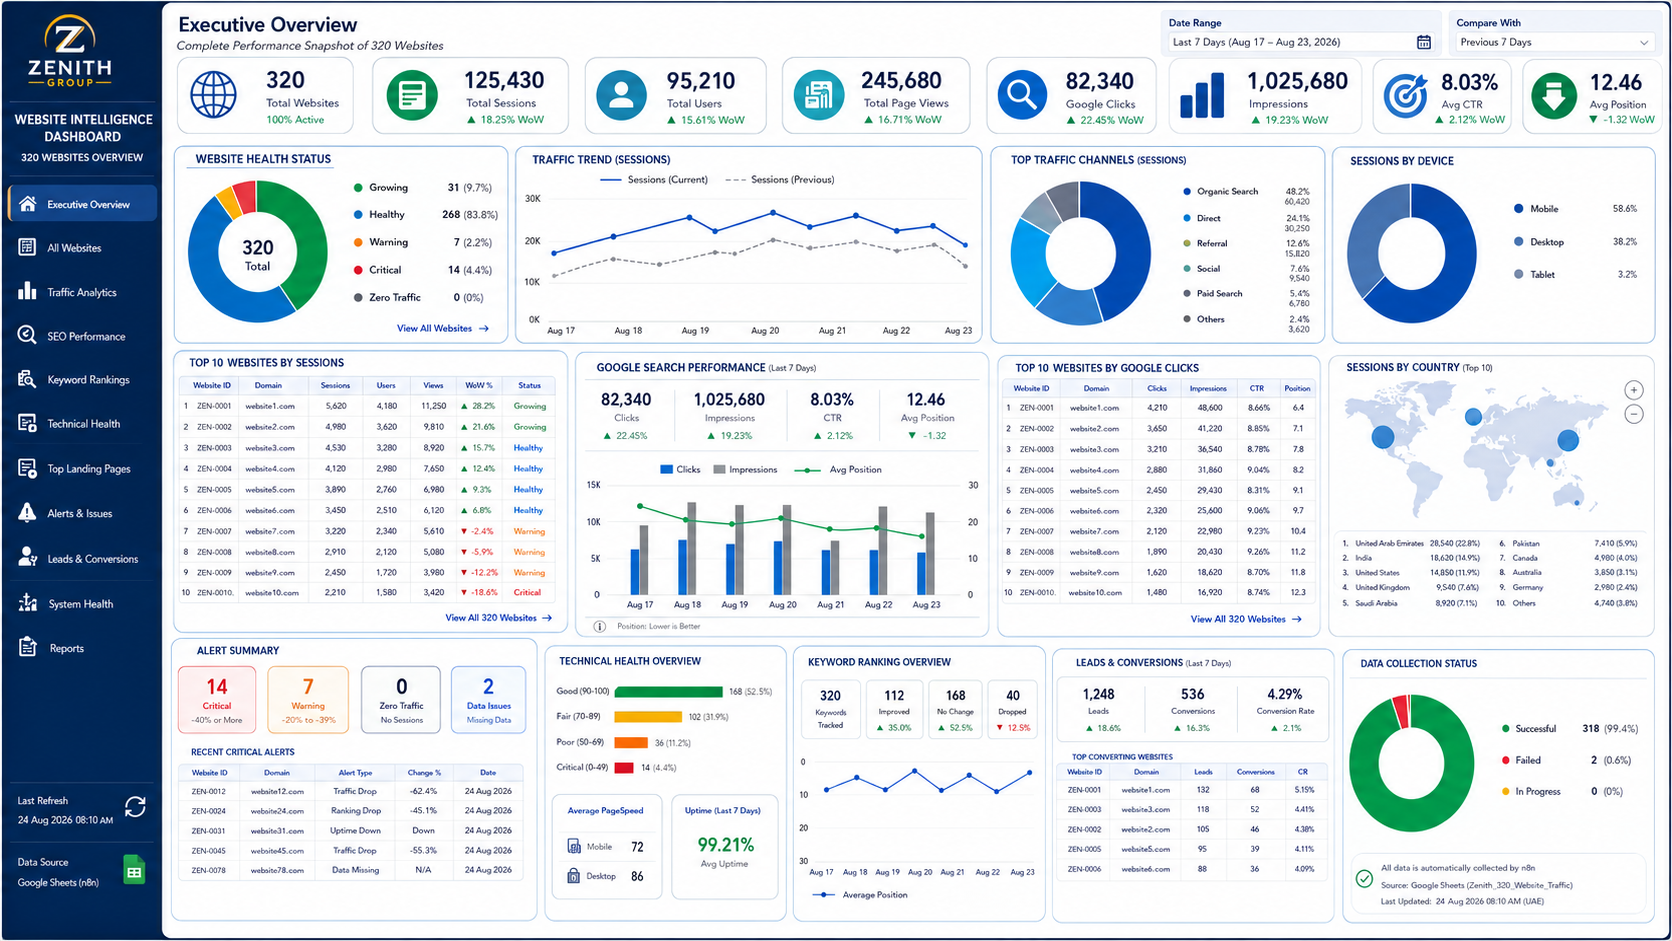 ZENITH
GROUP
WEBSITE INTELLIGENCE
DASHBOARD
320 WEBSITES OVERVIEW
Executive Overview
All Websites
Traffic Analytics
SEO Performance
Keyword Rankings
Technical Health
Top Landing Pages
Alerts & Issues
Leads & Conversions
System Health
Reports
Last Refresh
24 Aug 2026 08:10 AM
Data Source
Google Sheets (n8n)
Executive Overview
Complete Performance Snapshot of 320 Websites
Date Range
Last 7 Days (Aug 17 – Aug 23, 2026)
Compare With
Previous 7 Days
320
Total Websites
100% Active
125,430
Total Sessions
▲ 18.25% WoW
95,210
Total Users
▲ 15.61% WoW
245,680
Total Page Views
▲ 16.71% WoW
82,340
Google Clicks
▲ 22.45% WoW
1,025,680
Impressions
▲ 19.23% WoW
8.03%
Avg CTR
▲ 2.12% WoW
12.46
Avg Position
▼ -1.32 WoW
WEBSITE HEALTH STATUS
320
Total
Growing 31 (9.7%)
Healthy 268 (83.8%)
Warning 7 (2.2%)
Critical 14 (4.4%)
Zero Traffic 0 (0%)
View All Websites →
TRAFFIC TREND (SESSIONS)
Sessions (Current) Sessions (Previous)
30K
20K
10K
0K
Aug 17 Aug 18 Aug 19 Aug 20 Aug 21 Aug 22 Aug 23
TOP TRAFFIC CHANNELS (SESSIONS)
Organic Search 48.2%
60,420
Direct 24.1%
30,250
Referral 12.6%
15,820
Social 7.6%
9,540
Paid Search 5.4%
6,780
Others 2.4%
3,620
SESSIONS BY DEVICE
Mobile 58.6%
Desktop 38.2%
Tablet 3.2%
TOP 10 WEBSITES BY SESSIONS
Website ID Domain Sessions Users Views WoW % Status
1 ZEN-0001 website1.com 5,620 4,180 11,250 ▲ 28.2% Growing
2 ZEN-0002 website2.com 4,980 3,620 9,810 ▲ 21.6% Growing
3 ZEN-0003 website3.com 4,530 3,280 8,920 ▲ 15.7% Healthy
4 ZEN-0004 website4.com 4,120 2,980 7,650 ▲ 12.4% Healthy
5 ZEN-0005 website5.com 3,890 2,760 6,980 ▲ 9.3% Healthy
6 ZEN-0006 website6.com 3,450 2,510 6,120 ▲ 6.8% Healthy
7 ZEN-0007 website7.com 3,220 2,340 5,610 ▼ -2.4% Warning
8 ZEN-0008 website8.com 2,910 2,120 5,080 ▼ -5.9% Warning
9 ZEN-0009 website9.com 2,450 1,720 3,980 ▼ -12.2% Warning
10 ZEN-0010. website10.com 2,210 1,580 3,420 ▼ -18.6% Critical
View All 320 Websites →
GOOGLE SEARCH PERFORMANCE (Last 7 Days)
82,340 1,025,680 8.03% 12.46
Clicks Impressions CTR Avg Position
▲ 22.45% ▲ 19.23% ▲ 2.12% ▼ -1.32
Clicks Impressions Avg Position
15K 30
10K 20
5K 10
0 0
Aug 17 Aug 18 Aug 19 Aug 20 Aug 21 Aug 22 Aug 23
Position: Lower is Better
TOP 10 WEBSITES BY GOOGLE CLICKS
Website ID Domain Clicks Impressions CTR Position
1 ZEN-0001 website1.com 4,210 48,600 8.66% 6.4
2 ZEN-0002 website2.com 3,650 41,220 8.85% 7.1
3 ZEN-0003 website3.com 3,210 36,540 8.78% 7.8
4 ZEN-0004 website4.com 2,880 31,860 9.04% 8.2
5 ZEN-0005 website5.com 2,450 29,430 8.31% 9.1
6 ZEN-0006 website6.com 2,320 25,600 9.06% 9.7
7 ZEN-0007 website7.com 2,120 22,980 9.23% 10.4
8 ZEN-0008 website8.com 1,890 20,430 9.26% 11.2
9 ZEN-0009 website9.com 1,620 18,620 8.70% 11.8
10 ZEN-0010. website10.com 1,480 16,920 8.74% 12.3
View All 320 Websites →
SESSIONS BY COUNTRY (Top 10)
+
−
1. United Arab Emirates 28,540 (22.8%) 6. Pakistan 7,410 (5.9%)
2. India 18,620 (14.9%) 7. Canada 4,980 (4.0%)
3. United States 14,850 (11.9%) 8. Australia 3,850 (3.1%)
4. United Kingdom 9,540 (7.6%) 9. Germany 2,980 (2.4%)
5. Saudi Arabia 8,920 (7.1%) 10. Others 4,740 (3.8%)
ALERT SUMMARY
14
Critical
-40% or More
7
Warning
-20% to -39%
0
Zero Traffic
No Sessions
2
Data Issues
Missing Data
RECENT CRITICAL ALERTS
Website ID Domain Alert Type Change % Date
ZEN-0012 website12.com Traffic Drop -62.4% 24 Aug 2026
ZEN-0024 website24.com Ranking Drop -45.1% 24 Aug 2026
ZEN-0031 website31.com Uptime Down Down 24 Aug 2026
ZEN-0045 website45.com Traffic Drop -55.3% 24 Aug 2026
ZEN-0078 website78.com Data Missing N/A 24 Aug 2026
TECHNICAL HEALTH OVERVIEW
Good (90-100) 168 (52.5%)
Fair (70-89) 102 (31.9%)
Poor (50-69) 36 (11.2%)
Critical (0-49) 14 (4.4%)
Average PageSpeed
Mobile 72
Desktop 86
Uptime (Last 7 Days)
99.21%
Avg Uptime
KEYWORD RANKING OVERVIEW
320
Keywords
Tracked
112
Improved
▲ 35.0%
168
No Change
▲ 52.5%
40
Dropped
▼ 12.5%
0
10
20
30
Aug 17 Aug 18 Aug 19 Aug 20 Aug 21 Aug 22 Aug 23
Average Position
LEADS & CONVERSIONS (Last 7 Days)
1,248 536 4.29%
Leads Conversions Conversion Rate
▲ 18.6% ▲ 16.3% ▲ 2.1%
TOP CONVERTING WEBSITES
Website ID Domain Leads Conversions CR
ZEN-0001 website1.com 132 68 5.15%
ZEN-0003 website3.com 118 52 4.41%
ZEN-0002 website2.com 105 46 4.38%
ZEN-0005 website5.com 95 39 4.11%
ZEN-0006 website6.com 88 36 4.09%
DATA COLLECTION STATUS
Successful 318 (99.4%)
Failed 2 (0.6%)
In Progress 0 (0%)
All data is automatically collected by n8n
Source: Google Sheets (Zenith_320_Website_Traffic)
Last Updated: 24 Aug 2026 08:10 AM (UAE)